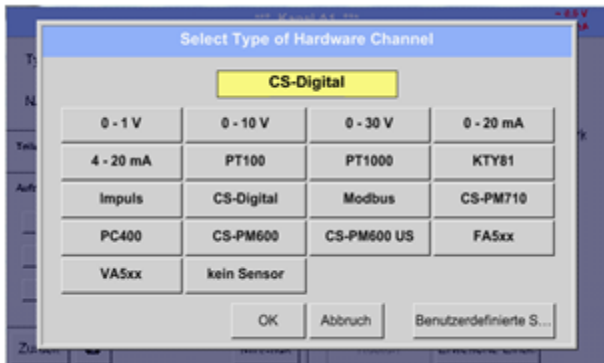 *** Kanal A1 ***
Select Type of Hardware Channel
CS-Digital
0 - 1 V 0 - 10 V 0 - 30 V 0 - 20 mA
4 - 20 mA PT100 PT1000 KTY81
Impuls CS-Digital Modbus CS-PM710
PC400 CS-PM600 CS-PM600 US FA5xx
VA5xx kein Sensor
OK Abbruch Benutzerdefinierte S...